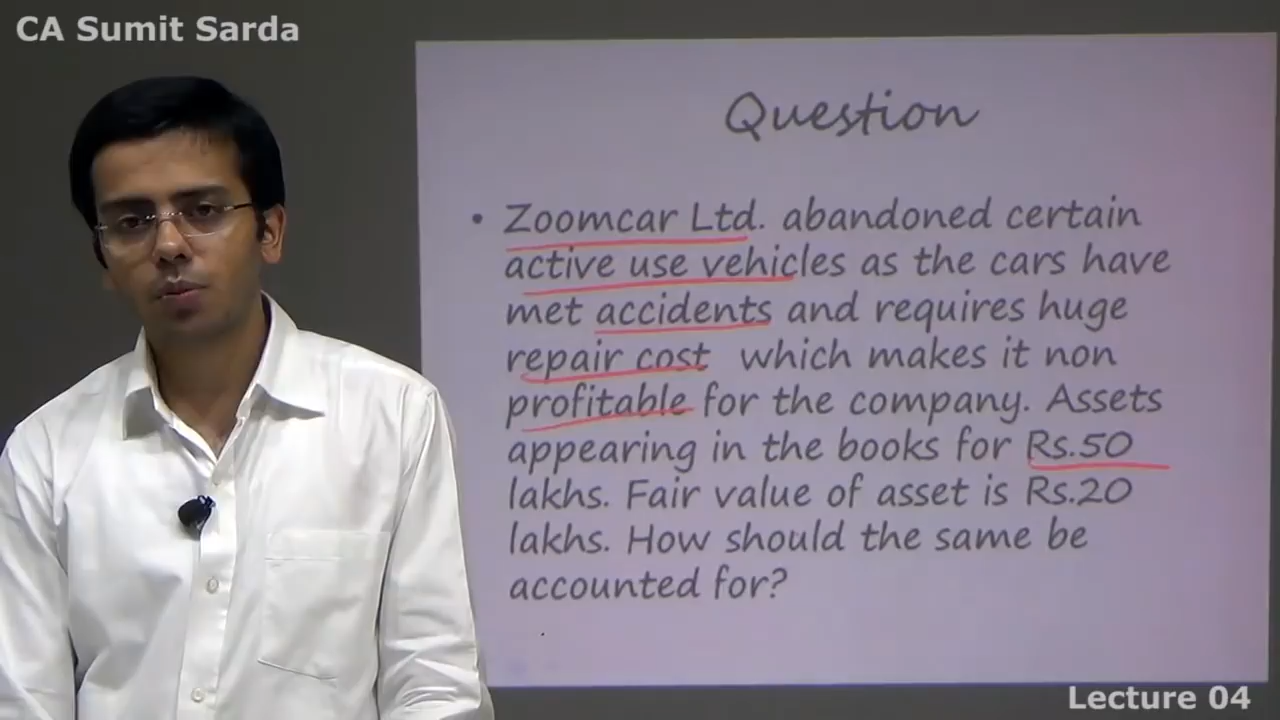 CA Sumit Sarda
Question
• Zoomcar Ltd. abandoned certain
active use vehicles as the cars have
met accidents and requires huge
repair cost which makes it non
profitable for the company. Assets
appearing in the books for Rs.50
lakhs. Fair value of asset is Rs.20
lakhs. How should the same be
accounted for?
Lecture 04